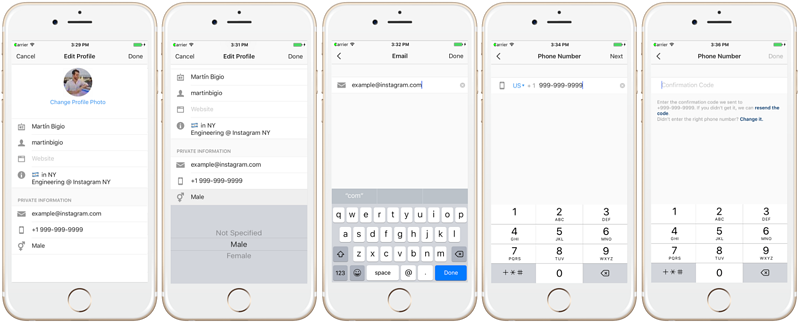 Carrier
3:29 PM
Cancel
Edit Profile
Done
Change Profile Photo
Martín Bigio
martinbigio
Website
in NY
Engineering @ Instagram NY
PRIVATE INFORMATION
example@instagram.com
+1 999-999-9999
Male
Carrier
3:31 PM
Cancel
Edit Profile
Done
Martín Bigio
martinbigio
Website
in NY
Engineering @ Instagram NY
PRIVATE INFORMATION
example@instagram.com
+1 999-999-9999
Male
Not Specified
Male
Female
Carrier
3:32 PM
Email
Done
example@instagram.com
"com"
q w e r t y u i o p
a s d f g h j k l
z x c v b n m
123 space @ . Done
Carrier
3:34 PM
Phone Number
Next
US + 1 999-999-9999
1 2 3
ABC DEF
4 5 6
GHI JKL MNO
7 8 9
PQRS TUV WXYZ
+ * # 0
Carrier
3:36 PM
Phone Number
Done
Confirmation Code
Enter the confirmation code we sent to
+999-999-9999. If you didn't get it, we can resend the
code
Didn't enter the right phone number? Change it.
1 2 3
ABC DEF
4 5 6
GHI JKL MNO
7 8 9
PQRS TUV WXYZ
+ * # 0